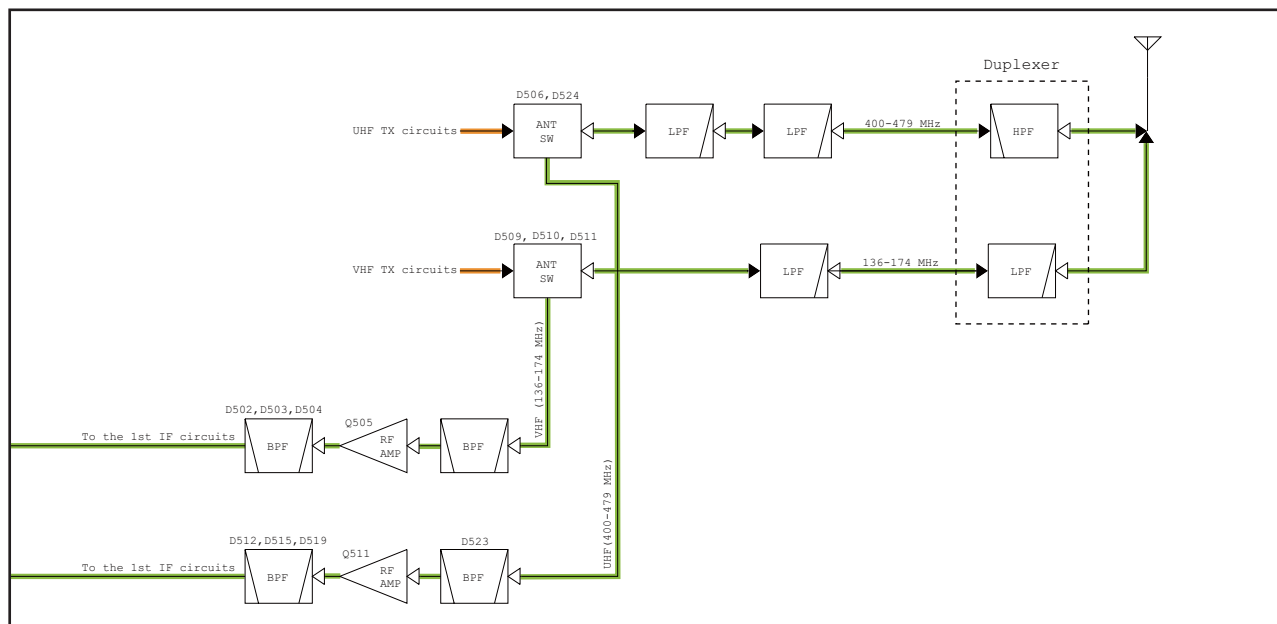 Duplexer
D506, D524
UHF TX circuits
ANT
SW
LPF
LPF
400-479 MHz
HPF
D509, D510, D511
VHF TX circuits
ANT
SW
LPF
136-174 MHz
LPF
VHF (136-174 MHz)
D502,D503,D504
Q505
To the 1st IF circuits
BPF
RF
AMP
BPF
UHF(400-479 MHz)
D512,D515,D519
Q511
D523
To the 1st IF circuits
BPF
RF
AMP
BPF